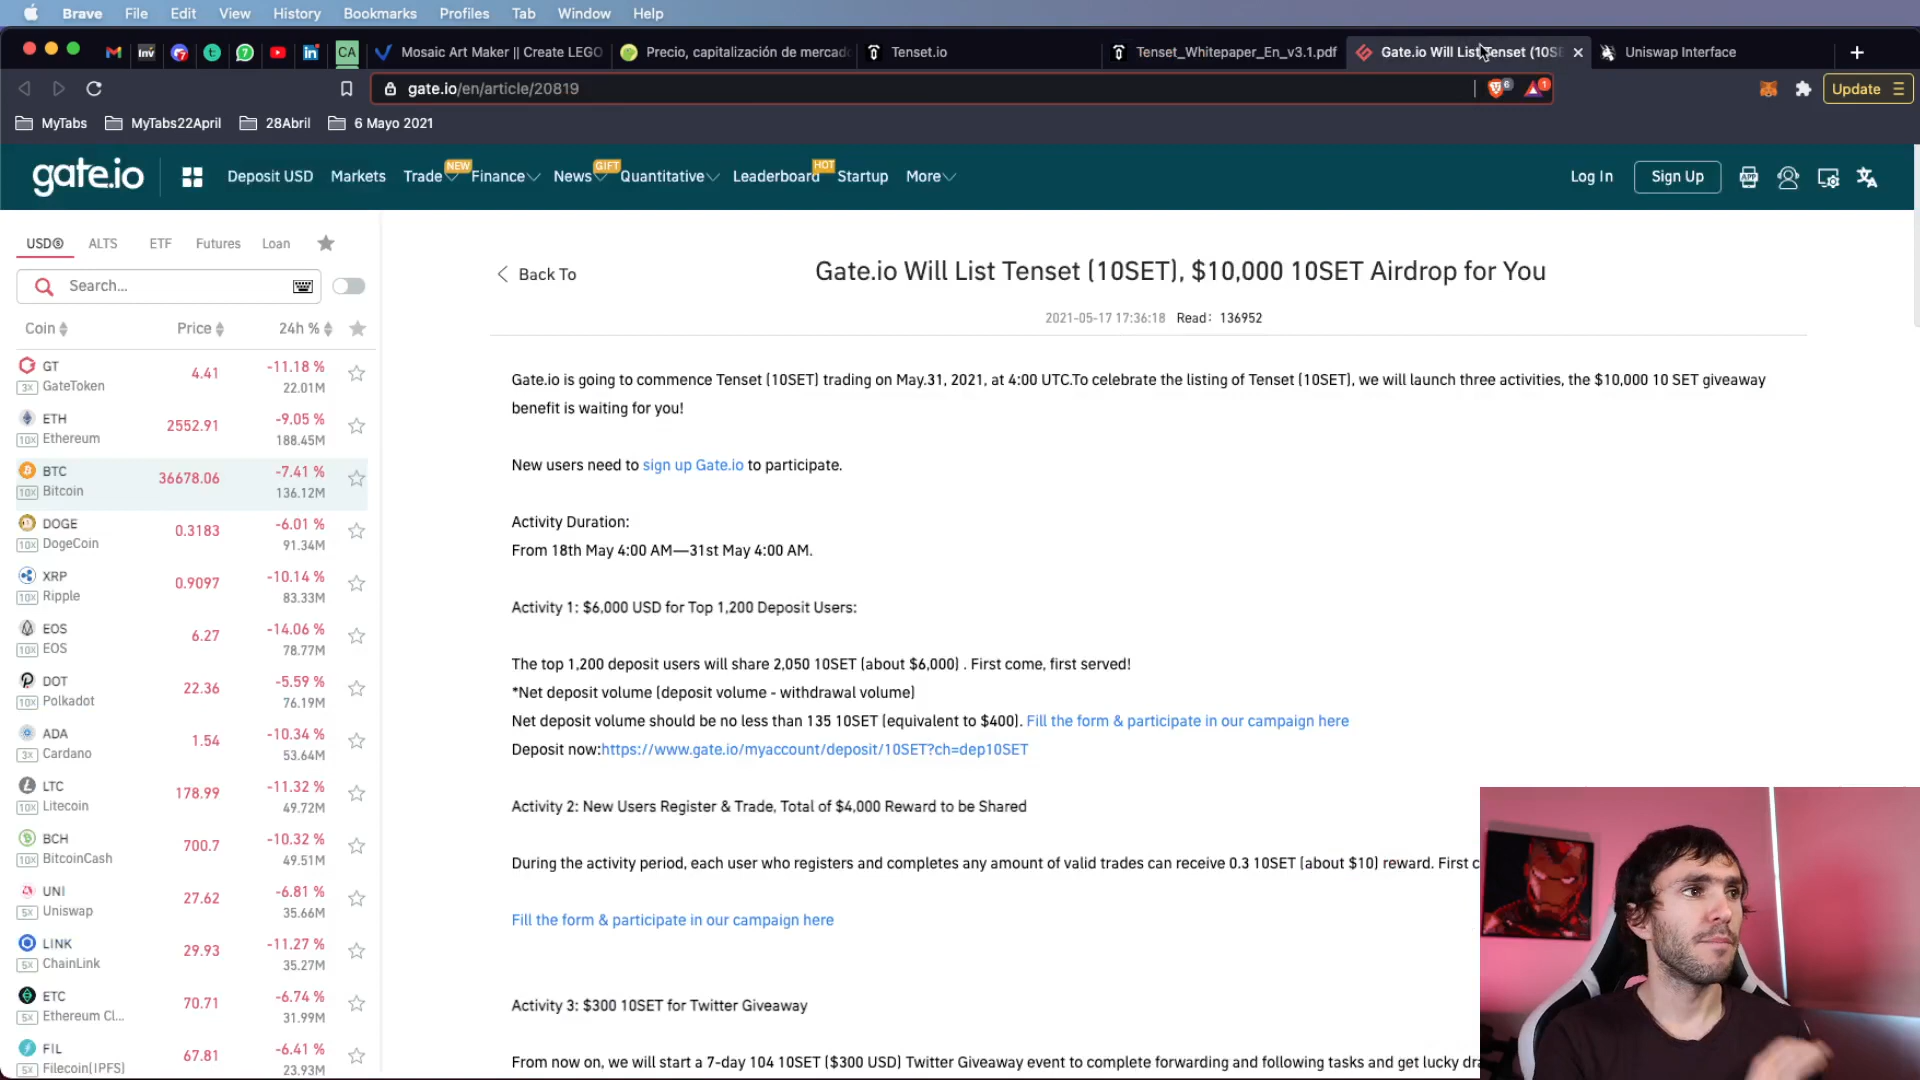 Brave File Edit View History Bookmarks Profiles Tab Window Help
Inv 7 CA Mosaic Art Maker || Create LEGO Precio, capitalización de mercad Tenset.io Tenset_Whitepaper_En_v3.1.pdf Gate.io Will List Tenset (10SE Uniswap Interface
gate.io/en/article/20819 6 1 Update
MyTabs MyTabs22April 28Abril 6 Mayo 2021
gate.io Deposit USD Markets Trade NEW Finance News GIFT Quantitative Leaderboard HOT Startup More Log In Sign Up
USD ALTS ETF Futures Loan
Search...
Coin Price 24h %
GT 4.41 -11.18 %
3X GateToken 22.01M
ETH 2552.91 -9.05 %
10X Ethereum 188.45M
BTC 36678.06 -7.41 %
10X Bitcoin 136.12M
DOGE 0.3183 -6.01 %
10X DogeCoin 91.34M
XRP 0.9097 -10.14 %
10X Ripple 83.33M
EOS 6.27 -14.06 %
10X EOS 78.77M
DOT 22.36 -5.59 %
10X Polkadot 76.19M
ADA 1.54 -10.34 %
3X Cardano 53.64M
LTC 178.99 -11.32 %
10X Litecoin 49.72M
BCH 700.7 -10.32 %
10X BitcoinCash 49.51M
UNI 27.62 -6.81 %
5X Uniswap 35.66M
LINK 29.93 -11.27 %
5X ChainLink 35.27M
ETC 70.71 -6.74 %
5X Ethereum Cl... 31.99M
FIL 67.81 -6.41 %
5X Filecoin(IPFS) 23.93M
Back To
Gate.io Will List Tenset (10SET), $10,000 10SET Airdrop for You
2021-05-17 17:36:18 Read: 136952
Gate.io is going to commence Tenset (10SET) trading on May.31, 2021, at 4:00 UTC.To celebrate the listing of Tenset (10SET), we will launch three activities, the $10,000 10 SET giveaway
benefit is waiting for you!
New users need to sign up Gate.io to participate.
Activity Duration:
From 18th May 4:00 AM—31st May 4:00 AM.
Activity 1: $6,000 USD for Top 1,200 Deposit Users:
The top 1,200 deposit users will share 2,050 10SET (about $6,000) . First come, first served!
*Net deposit volume (deposit volume - withdrawal volume)
Net deposit volume should be no less than 135 10SET (equivalent to $400). Fill the form & participate in our campaign here
Deposit now:https://www.gate.io/myaccount/deposit/10SET?ch=dep10SET
Activity 2: New Users Register & Trade, Total of $4,000 Reward to be Shared
During the activity period, each user who registers and completes any amount of valid trades can receive 0.3 10SET (about $10) reward. First c
Fill the form & participate in our campaign here
Activity 3: $300 10SET for Twitter Giveaway
From now on, we will start a 7-day 104 10SET ($300 USD) Twitter Giveaway event to complete forwarding and following tasks and get lucky dr